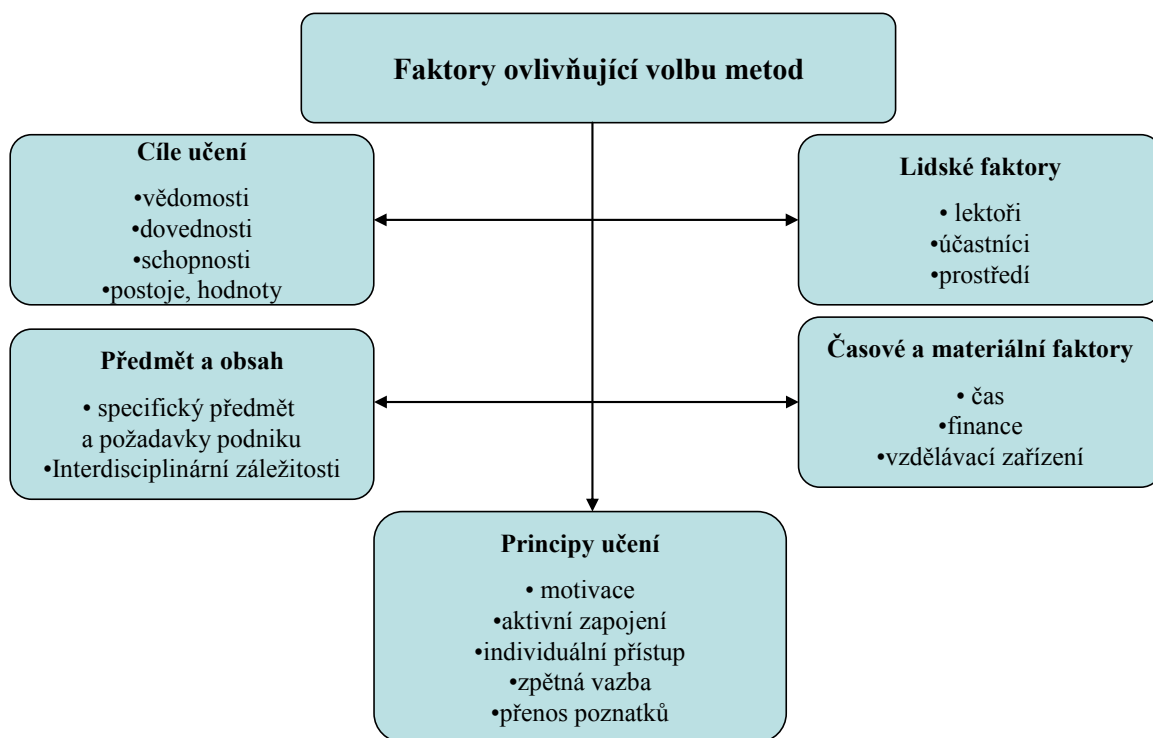 Faktory ovlivňující volbu metod
Cíle učení
•vědomosti
•dovednosti
•schopnosti
•postoje, hodnoty
Lidské faktory
• lektoři
•účastníci
•prostředí
Předmět a obsah
• specifický předmět
a požadavky podniku
•Interdisciplinární záležitosti
Časové a materiální faktory
• čas
•finance
•vzdělávací zařízení
Principy učení
• motivace
•aktivní zapojení
•individuální přístup
•zpětná vazba
•přenos poznatků